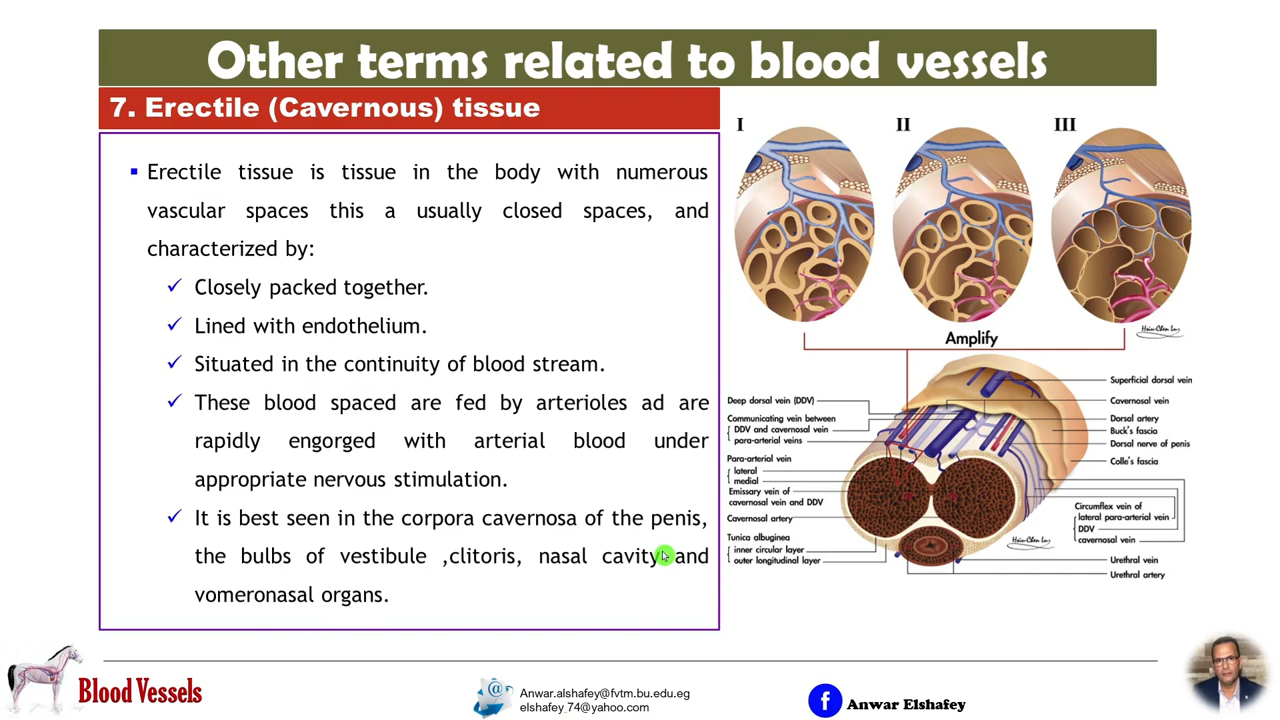 Other terms related to blood vessels
7. Erectile (Cavernous) tissue
▪ Erectile tissue is tissue in the body with numerous
vascular spaces this a usually closed spaces, and
characterized by:
✓ Closely packed together.
✓ Lined with endothelium.
✓ Situated in the continuity of blood stream.
✓ These blood spaced are fed by arterioles ad are
rapidly engorged with arterial blood under
appropriate nervous stimulation.
✓ It is best seen in the corpora cavernosa of the penis,
the bulbs of vestibule ,clitoris, nasal cavity and
vomeronasal organs.
I
II
III
Hsin-Chen Lu
Amplify
Deep dorsal vein (DDV)
Communicating vein between
DDV and cavernosal vein
para-arterial veins
Para-arterial vein
lateral
medial
Emissary vein of
cavernosal vein and DDV
Cavernosal artery
Tunica albuginea
inner circular layer
outer longitudinal layer
Superficial dorsal vein
Cavernosal vein
Dorsal artery
Buck's fascia
Dorsal nerve of penis
Colle's fascia
Circumflex vein of
lateral para-arterial vein
DDV
cavernosal vein
Hsin-Chen Lu
Urethral vein
Urethral artery
Blood Vessels
@
Anwar.alshafey@fvtm.bu.edu.eg
elshafey_74@yahoo.com
f
Anwar Elshafey